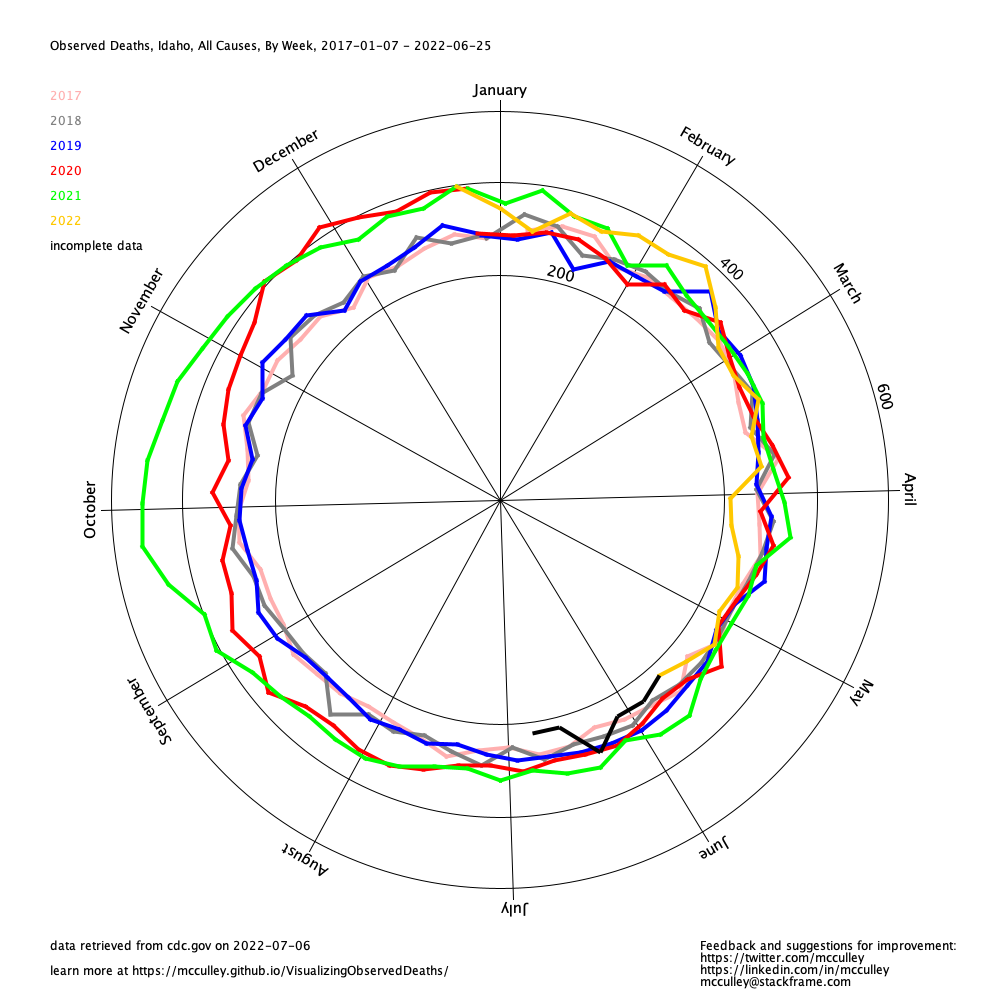 Observed Deaths, Idaho, All Causes, By Week, 2017-01-07 - 2022-06-25
January
2017
2018
2019
2020
2021
2022
incomplete data
December
February
200
400
November
March
600
October
April
September
May
August
June
July
data retrieved from cdc.gov on 2022-07-06
learn more at https://mcculley.github.io/VisualizingObservedDeaths/
Feedback and suggestions for improvement:
https://twitter.com/mcculley
https://linkedin.com/in/mcculley
mcculley@stackframe.com